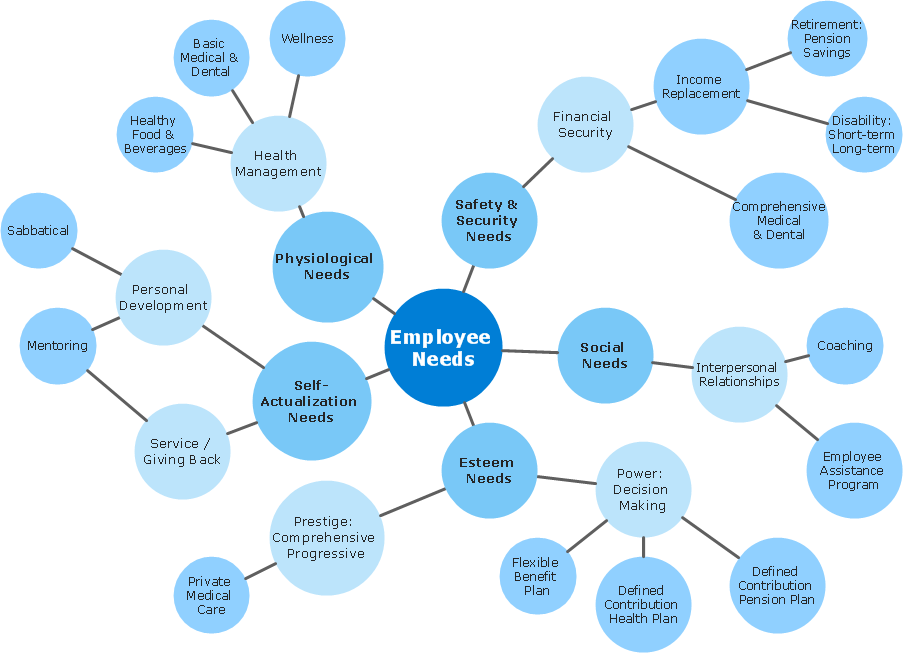 Wellness
Basic
Medical &
Dental
Healthy
Food &
Beverages
Health
Management
Physiological
Needs
Retirement:
Pension
Savings
Income
Replacement
Disability:
Short-term
Long-term
Financial
Security
Comprehensive
Medical
& Dental
Safety &
Security
Needs
Employee
Needs
Sabbatical
Personal
Development
Mentoring
Self-
Actualization
Needs
Service /
Giving Back
Social
Needs
Interpersonal
Relationships
Coaching
Employee
Assistance
Program
Esteem
Needs
Prestige:
Comprehensive
Progressive
Private
Medical
Care
Power:
Decision
Making
Flexible
Benefit
Plan
Defined
Contribution
Health Plan
Defined
Contribution
Pension Plan